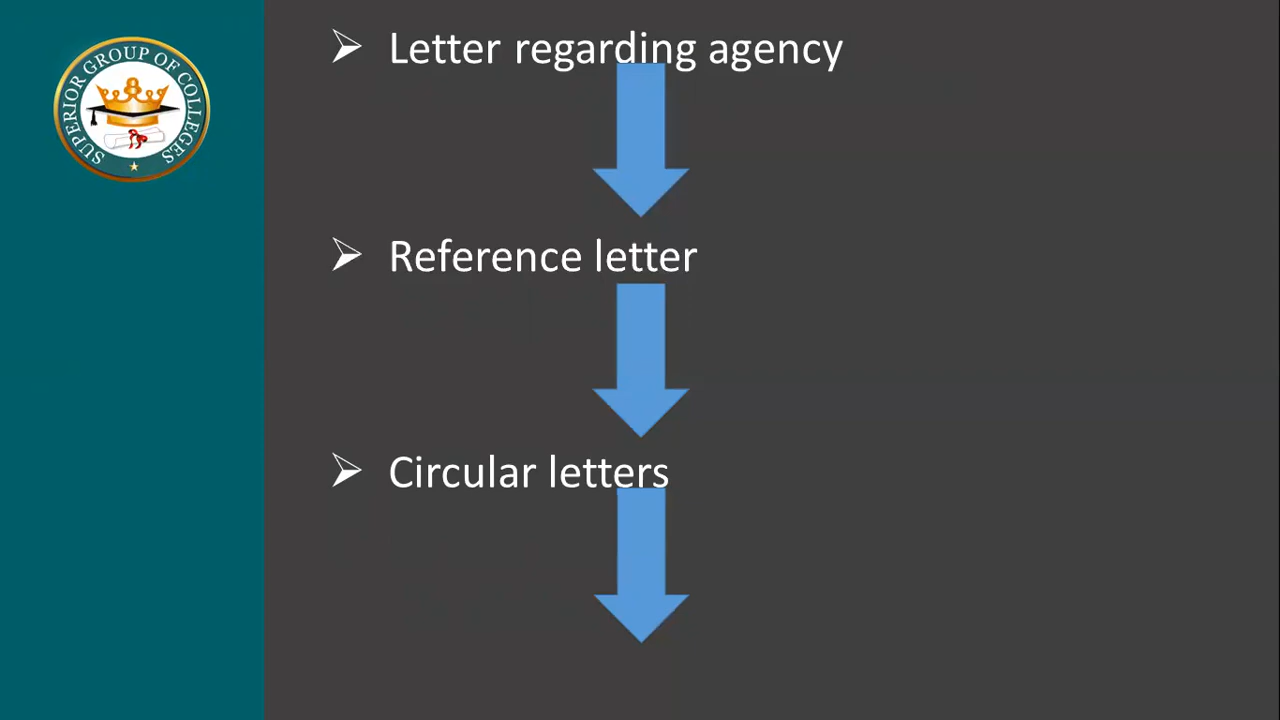 SUPERIOR GROUP OF COLLEGES
Letter regarding agency
Reference letter
Circular letters